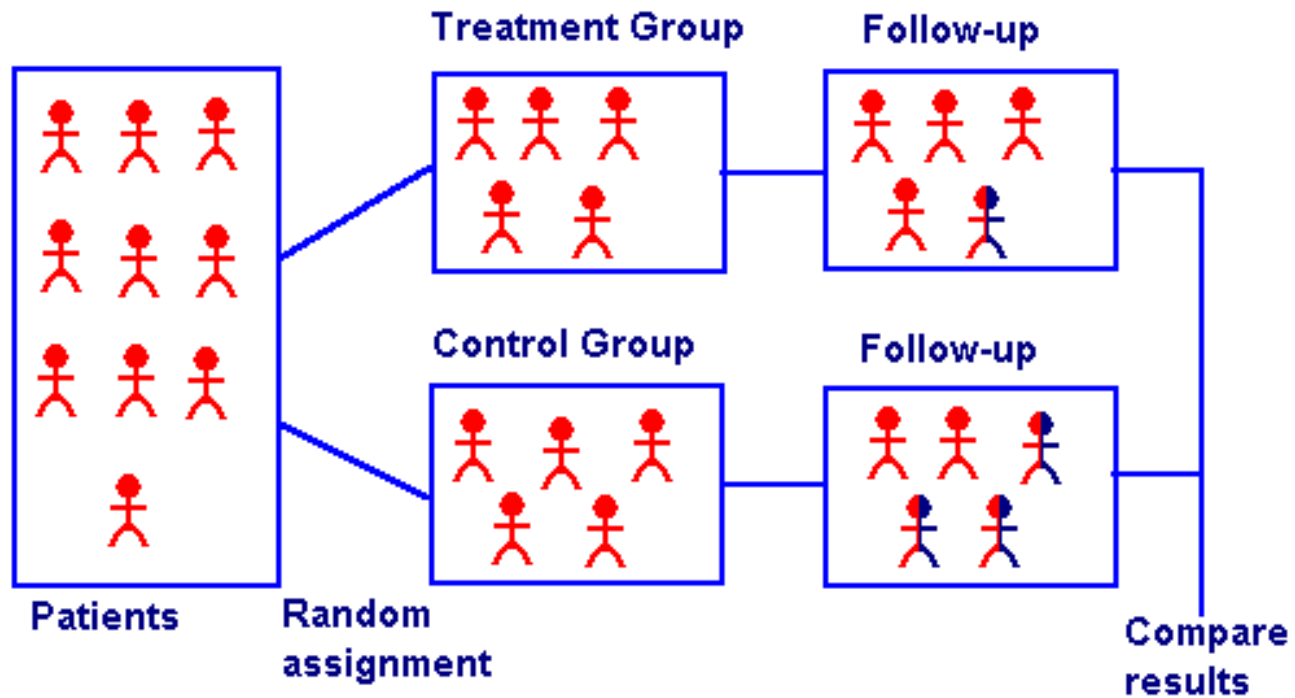 Treatment Group
Follow-up
Control Group
Follow-up
Patients
Random
assignment
Compare
results